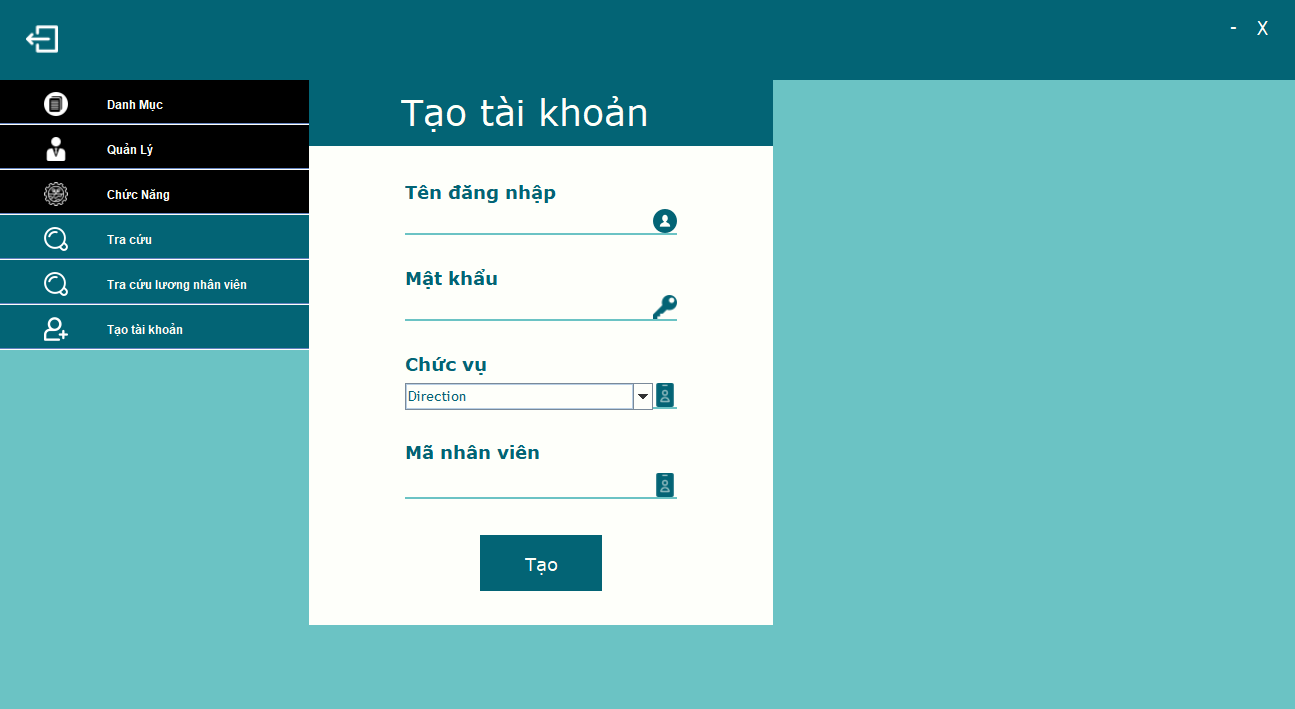 - X
Danh Mục
Quản Lý
Chức Năng
Tra cứu
Tra cứu lương nhân viên
Tạo tài khoản
Tạo tài khoản
Tên đăng nhập
Mật khẩu
Chức vụ
Direction
Mã nhân viên
Tạo